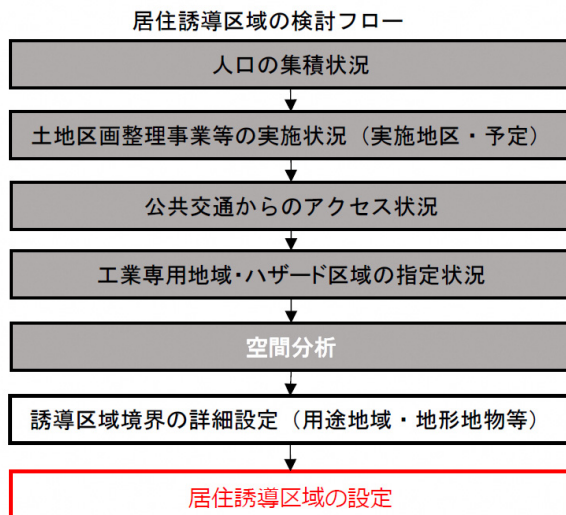 居住誘導区域の検討フロー
人口の集積状況
土地区画整理事業等の実施状況（実施地区・予定）
公共交通からのアクセス状況
工業専用地域・ハザード区域の指定状況
空間分析
誘導区域境界の詳細設定（用途地域・地形地物等）
居住誘導区域の設定